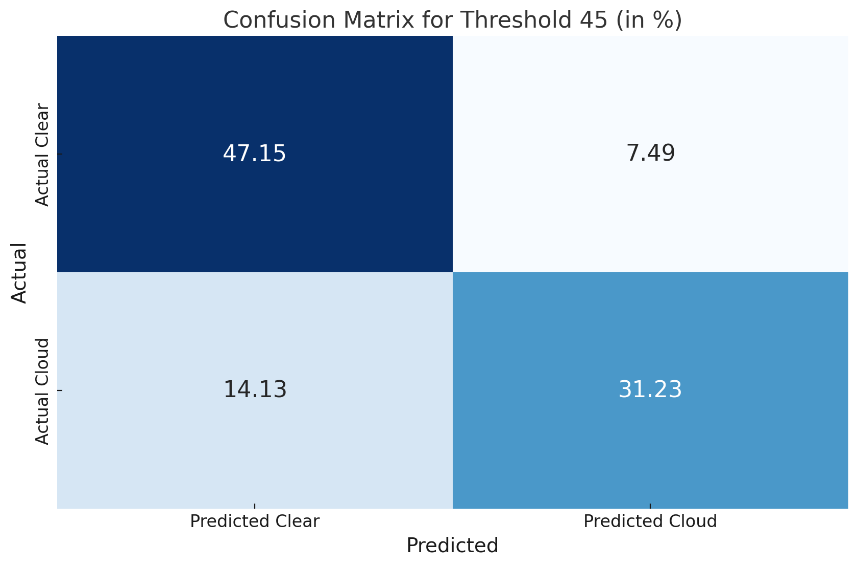 Confusion Matrix for Threshold 45 (in %)
Actual
Actual Clear
47.15
7.49
Actual Cloud
14.13
31.23
Predicted Clear
Predicted Cloud
Predicted